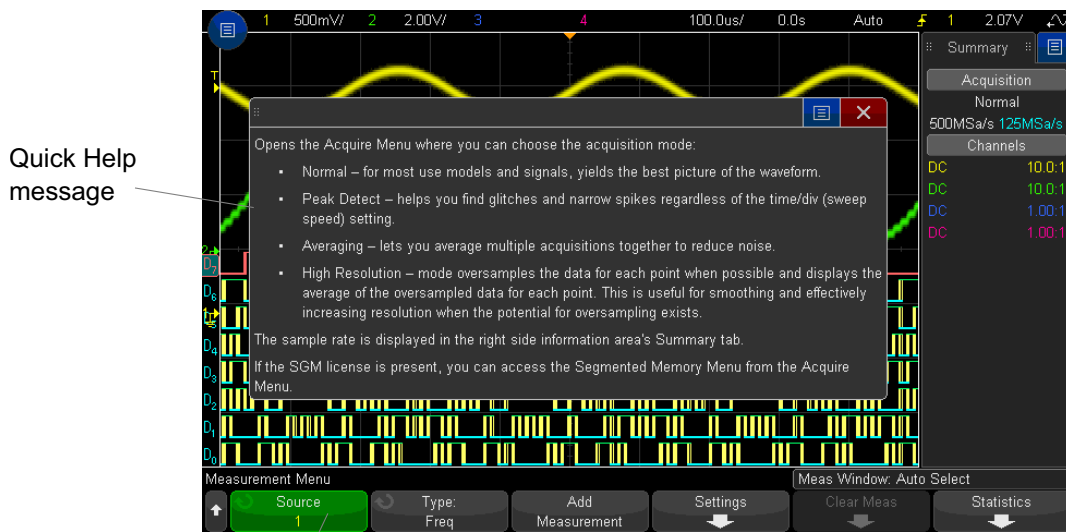 1 500mV/ 2 2.00V/ 3 4 100.0us/ 0.0s Auto 1 2.07V
Summary
Acquisition
Normal
500MSa/s 125MSa/s
Channels
DC 10.0:1
DC 10.0:1
DC 1.00:1
DC 1.00:1
Quick Help
message
T
Opens the Acquire Menu where you can choose the acquisition mode:
▪ Normal – for most use models and signals, yields the best picture of the waveform.
▪ Peak Detect – helps you find glitches and narrow spikes regardless of the time/div (sweep
speed) setting.
▪ Averaging – lets you average multiple acquisitions together to reduce noise.
▪ High Resolution – mode oversamples the data for each point when possible and displays the
average of the oversampled data for each point. This is useful for smoothing and effectively
increasing resolution when the potential for oversampling exists.
The sample rate is displayed in the right side information area's Summary tab.
If the SGM license is present, you can access the Segmented Memory Menu from the Acquire
Menu.
2
D7
D6
1
D4
D3
D2
D1
D0
Measurement Menu
Meas Window: Auto Select
Source
1
Type:
Freq
Add
Measurement
Settings
Clear Meas
Statistics